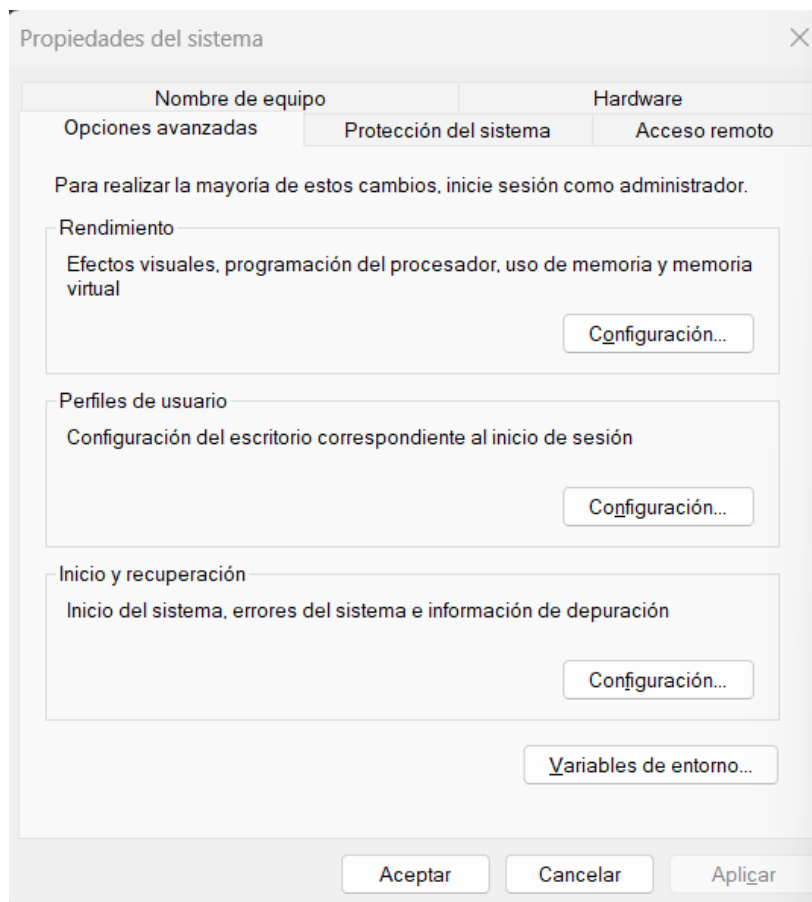 Propiedades del sistema
Nombre de equipo
Hardware
Opciones avanzadas
Protección del sistema
Acceso remoto
Para realizar la mayoría de estos cambios, inicie sesión como administrador.
Rendimiento
Efectos visuales, programación del procesador, uso de memoria y memoria
virtual
Configuración...
Perfiles de usuario
Configuración del escritorio correspondiente al inicio de sesión
Configuración...
Inicio y recuperación
Inicio del sistema, errores del sistema e información de depuración
Configuración...
Variables de entorno...
Aceptar
Cancelar
Aplicar